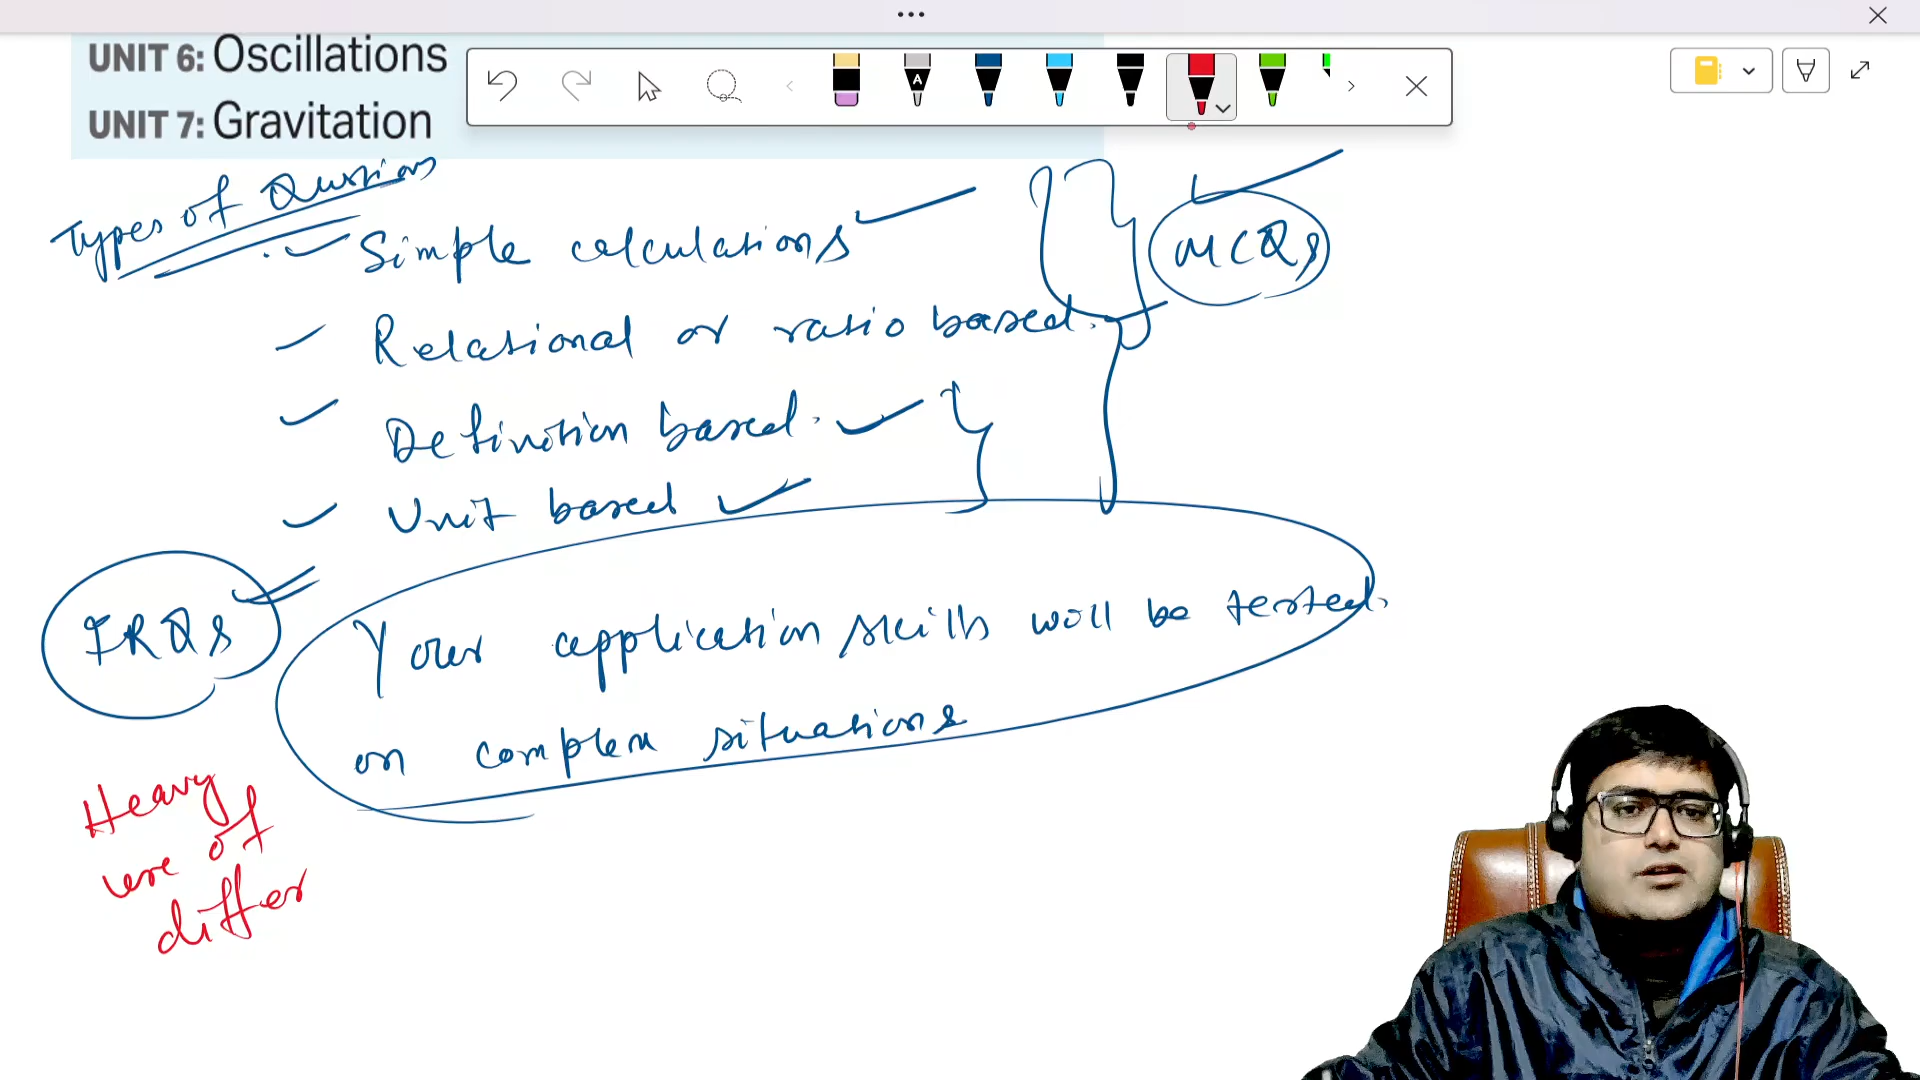 UNIT 6: Oscillations
UNIT 7: Gravitation
Types of Question
Simple calculations
MCQs
Relational or ratio based.
Definition based.
Unit based
FRQs
Your application skills will be tested.
on complex situations
Heavy
use of
differ